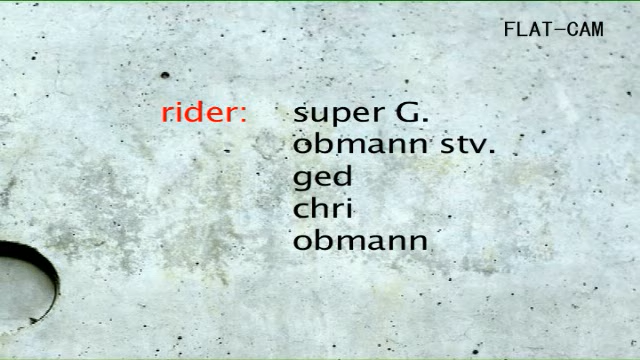 FLAT-CAM
rider: super G.
obmann stv.
ged
chri
obmann